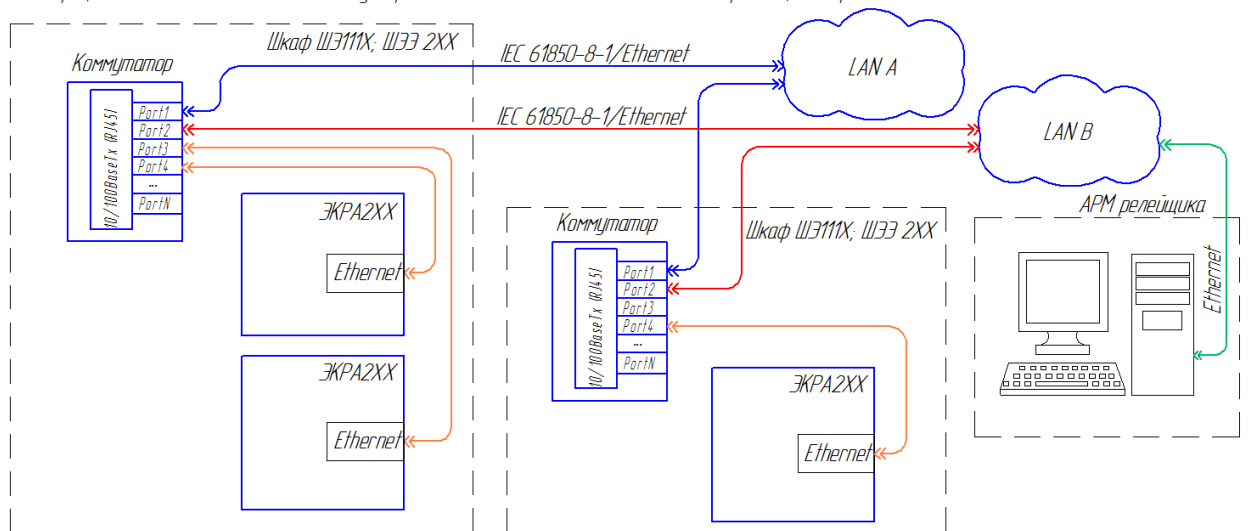 Шкаф ШЭ111Х; ШЭЭ 2ХХ
Коммутатор
10/100BaseTx (RJ45)
Port1
Port2
Port3
Port4
...
PortN
IEC 61850-8-1/Ethernet
LAN A
IEC 61850-8-1/Ethernet
LAN B
ЭКРА2ХХ
Ethernet
ЭКРА2ХХ
Ethernet
Шкаф ШЭ111Х; ШЭЭ 2ХХ
Коммутатор
10/100BaseTx (RJ45)
Port1
Port2
Port3
Port4
...
PortN
ЭКРА2ХХ
Ethernet
АРМ релейщика
Ethernet